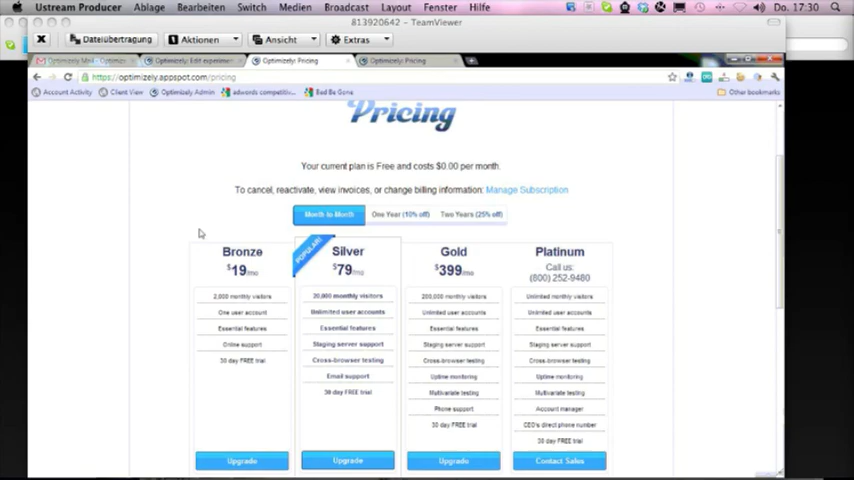 Ustream Producer Ablage Bearbeiten Switch Medien Broadcast Layout Fenster Hilfe Do. 17:30
813920642 - TeamViewer
Dateiübertragung Aktionen Ansicht Extras
Optimizely: Edit Optimizely: Pricing Optimizely: Pricing
https://optimizely.appspot.com/pricing
Account Activity Client View Optimizely Admin adwords competitiv... Bad Be Gone Other bookmarks
Pricing
Your current plan is Free and costs $0.00 per month.
To cancel, reactivate, view invoices, or change billing information: Manage Subscription
Month to Month One Year (10% off) Two Years (25% off)
POPULAR!
Bronze Silver Gold Platinum
$19/mo $79/mo $399/mo Call us:
(800) 252-9480
2,000 monthly visitors 20,000 monthly visitors 200,000 monthly visitors Unlimited monthly visitors
One user account Unlimited user accounts Unlimited user accounts Unlimited user accounts
Essential features Essential features Essential features Essential features
Online support Staging server support Staging server support Staging server support
30 day FREE trial Cross-browser testing Cross-browser testing Cross-browser testing
Email support Uptime monitoring Uptime monitoring
30 day FREE trial Multivariate testing Multivariate testing
Phone support Account manager
30 day FREE trial CEO's direct phone number
30 day FREE trial
Upgrade Upgrade Upgrade Contact Sales